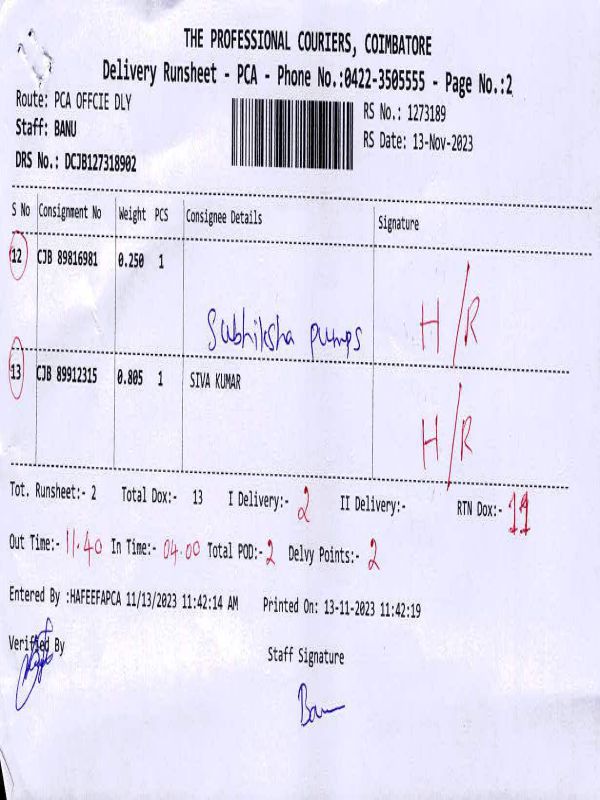 THE PROFESSIONAL COURIERS, COIMBATORE
Delivery Runsheet - PCA - Phone No.:0422-3505555 - Page No.:2
Route: PCA OFFCIE DLY
RS No.: 1273189
Staff: BANU
RS Date: 13-Nov-2023
DRS No.: DCJB127318902
S No Consignment No Weight PCS Consignee Details Signature
12 CJB 89816981 0.250 1
Subhiksha pumps H/R
13 CJB 89912315 0.805 1 SIVA KUMAR
H/R
Tot. Runsheet:- 2 Total Dox:- 13 I Delivery:- 2 II Delivery:- RTN Dox:- 11
Out Time:- 11.40 In Time:- 04.00 Total POD:- 2 Delvy Points:- 2
Entered By :HAFEEFAPCA 11/13/2023 11:42:14 AM Printed On: 13-11-2023 11:42:19
Verified By
Staff Signature